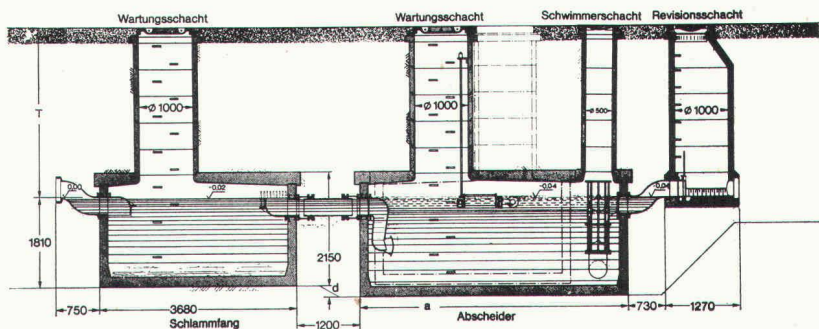 Wartungsschacht
Wartungsschacht
Schwimmerschacht
Revisionsschacht
T
Ø 1000
Ø 1000
Ø 500
Ø 1000
0,00
-0,02
-0,04
-0,04
1810
2150
d
750
3680
1200
a
730
1270
Schlammfang
Abscheider